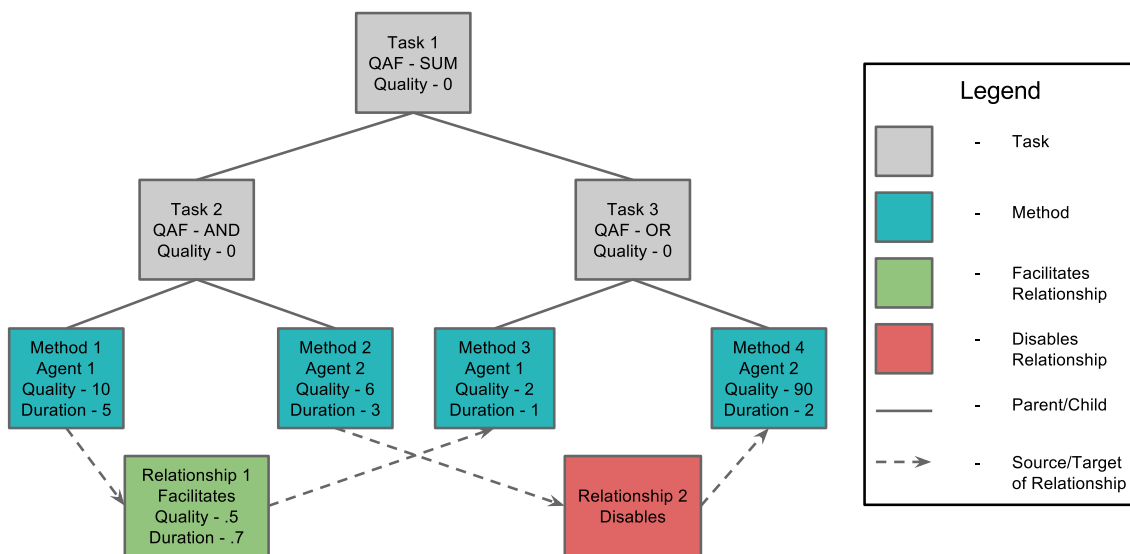 Task 1
QAF - SUM
Quality - 0
Task 2
QAF - AND
Quality - 0
Task 3
QAF - OR
Quality - 0
Method 1
Agent 1
Quality - 10
Duration - 5
Method 2
Agent 2
Quality - 6
Duration - 3
Method 3
Agent 1
Quality - 2
Duration - 1
Method 4
Agent 2
Quality - 90
Duration - 2
Relationship 1
Facilitates
Quality - .5
Duration - .7
Relationship 2
Disables
Legend
- Task
- Method
- Facilitates
Relationship
- Disables
Relationship
- Parent/Child
- Source/Target
of Relationship